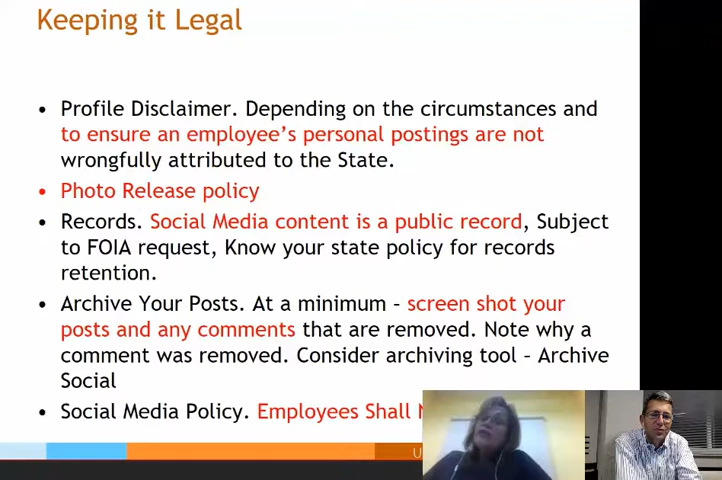 Keeping it Legal
• Profile Disclaimer. Depending on the circumstances and
to ensure an employee’s personal postings are not
wrongfully attributed to the State.
• Photo Release policy
• Records. Social Media content is a public record, Subject
to FOIA request, Know your state policy for records
retention.
• Archive Your Posts. At a minimum – screen shot your
posts and any comments that are removed. Note why a
comment was removed. Consider archiving tool – Archive
Social
• Social Media Policy. Employees Shall